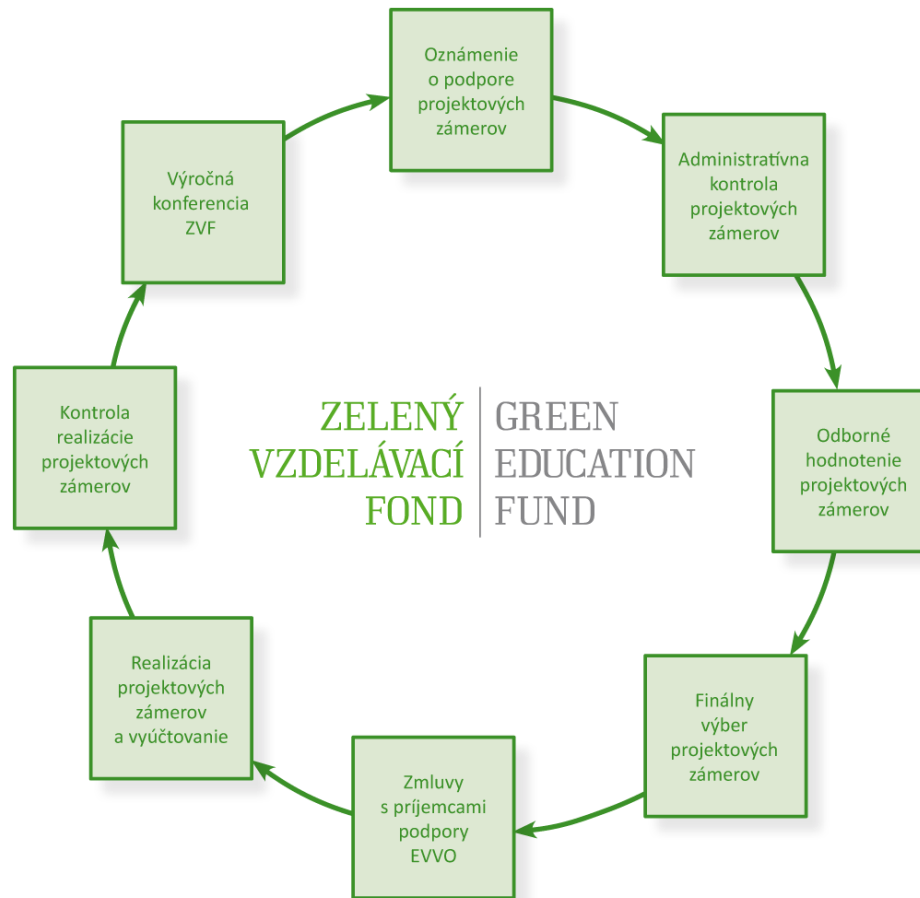 Oznámenie
o podpore
projektových
zámerov
Administratívna
kontrola
projektových
zámerov
Odborné
hodnotenie
projektových
zámerov
Finálny
výber
projektových
zámerov
Zmluvy
s príjemcami
podpory
EVVO
Realizácia
projektových
zámerov
a vyúčtovanie
Kontrola
realizácie
projektových
zámerov
Výročná
konferencia
ZVF
ZELENÝ
VZDELÁVACÍ
FOND
GREEN
EDUCATION
FUND